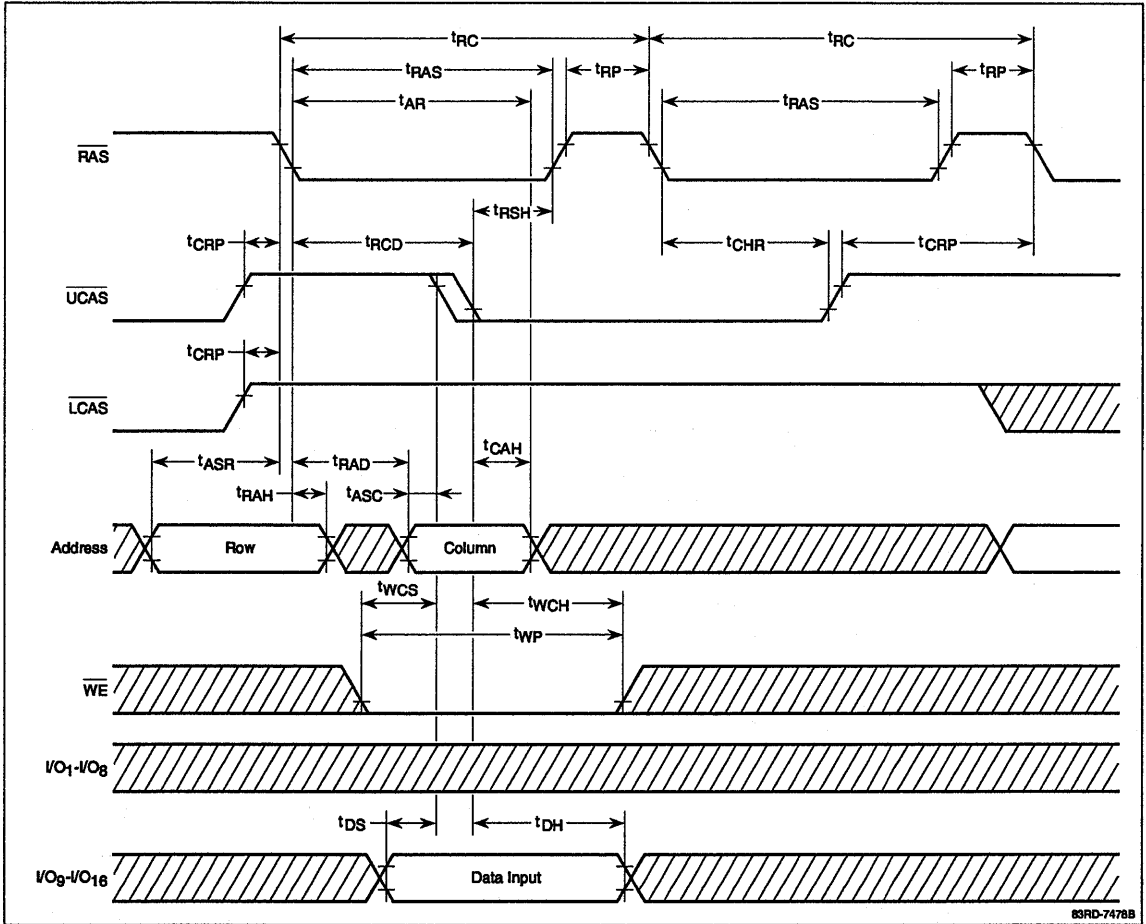 tRC tRC
tRAS tRP tRP
tAR tRAS
RAS
tRSH
tCRP tRCD tCHR tCRP
UCAS
tCRP
LCAS
tCAH
tASR tRAD
tRAH tASC
Address Row Column
tWCS tWCH
tWP
WE
I/O1-I/O8
tDS tDH
I/O9-I/O16 Data Input
83RD-7478B